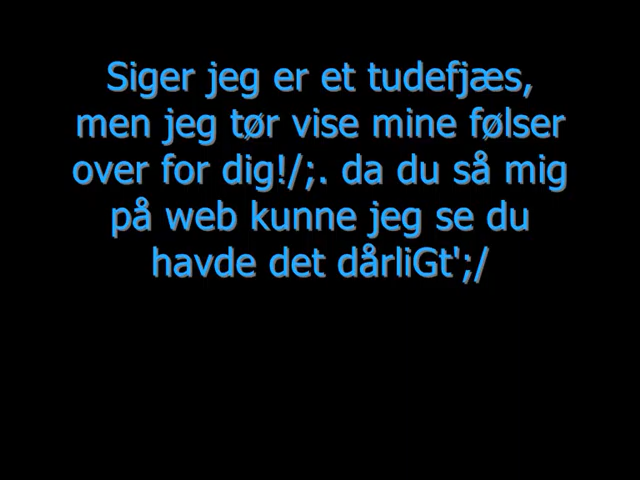 Siger jeg er et tudefjæs,
men jeg tør vise mine følser
over for dig!/;. da du så mig
på web kunne jeg se du
havde det dårliGt';/